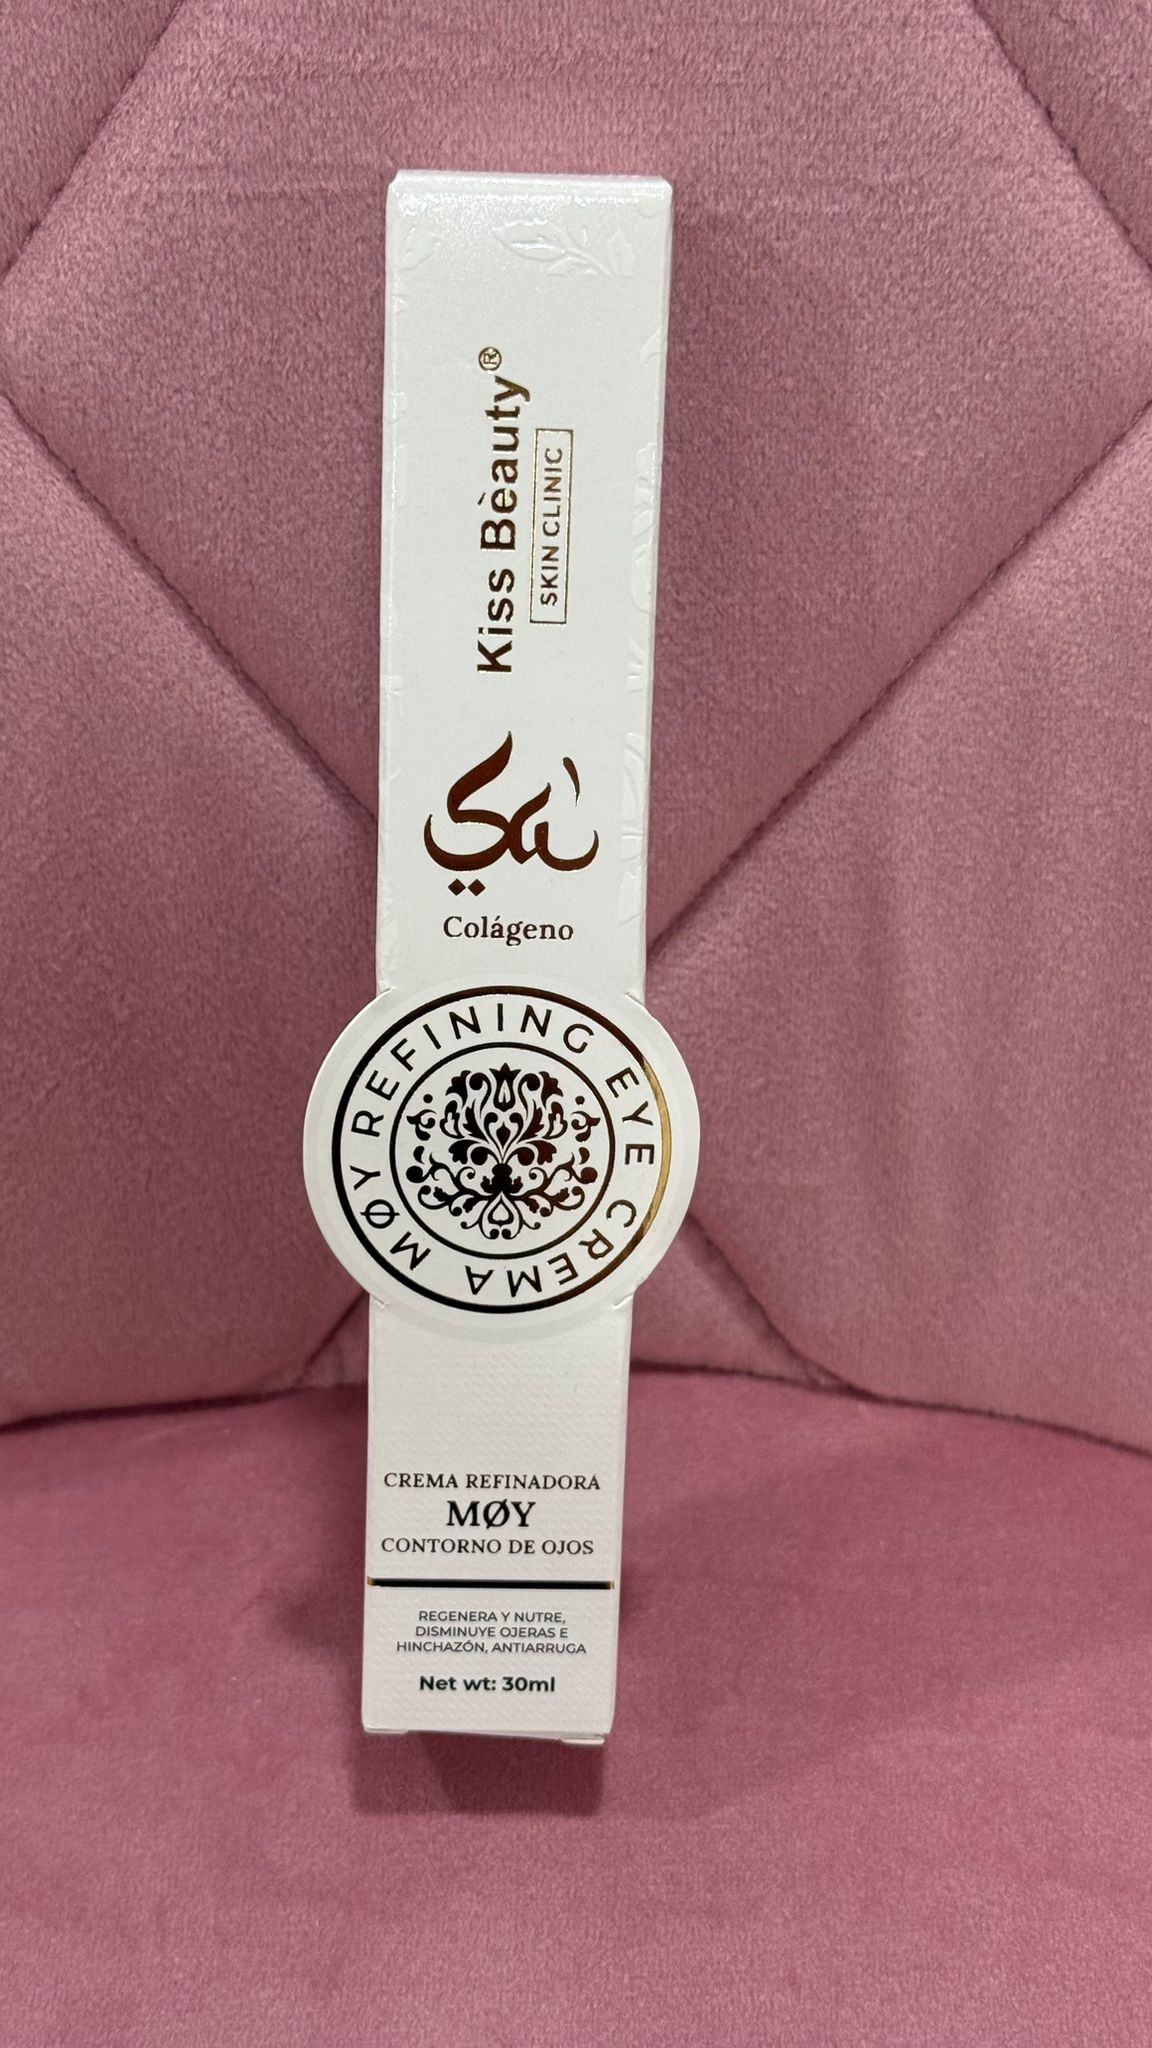 Kiss Bèauty®
SKIN CLINIC
Colágeno
MØY REFINING EYE CREMA
CREMA REFINADORA
MØY
CONTORNO DE OJOS
REGENERA Y NUTRE,
DISMINUYE OJERAS E
HINCHAZÓN, ANTIARRUGA
Net wt: 30ml